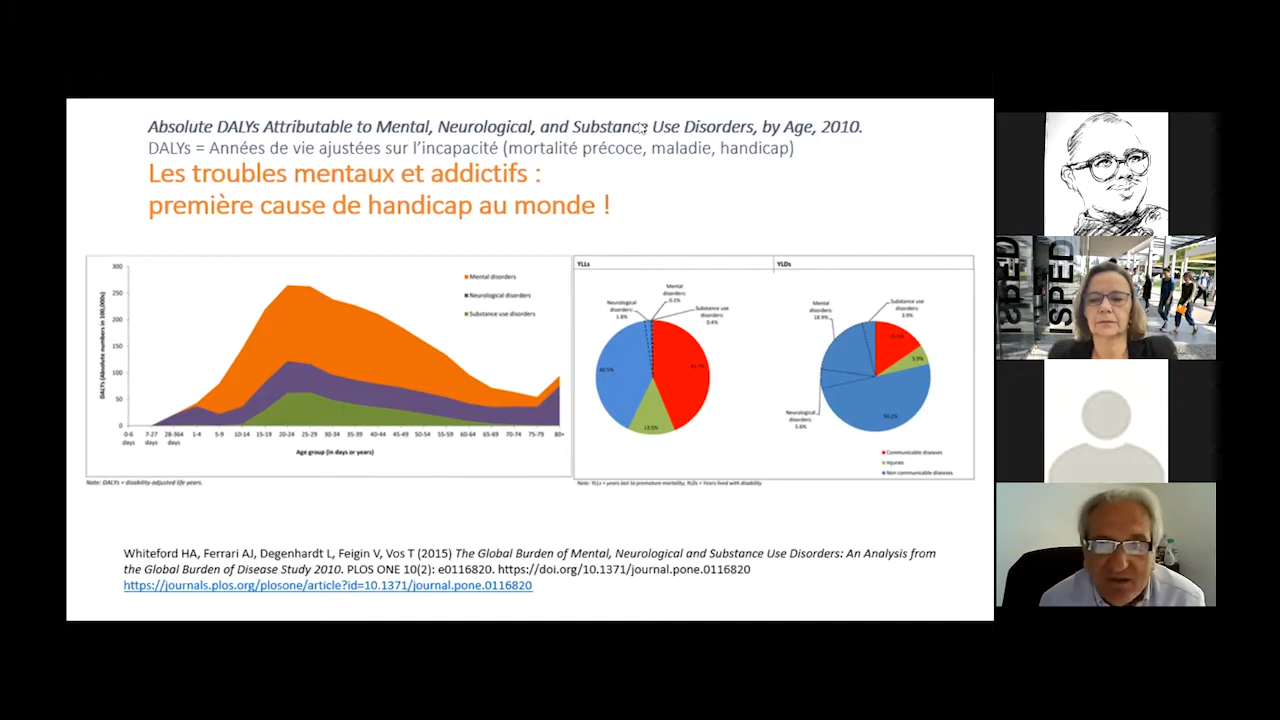 Absolute DALYs Attributable to Mental, Neurological, and Substance Use Disorders, by Age, 2010.
DALYs = Années de vie ajustées sur l'incapacité (mortalité précoce, maladie, handicap)
Les troubles mentaux et addictifs :
première cause de handicap au monde !
DALYs (Absolute numbers in 100,000s)
300
250
200
150
100
50
0
Mental disorders
Neurological disorders
Substance use disorders
0-6 days
7-27 days
28-364 days
1-4
5-9
10-14
15-19
20-24
25-29
30-34
35-39
40-44
45-49
50-54
55-59
60-64
65-69
70-74
75-79
80+
Age group (in days or years)
Note: DALYs = disability-adjusted life years.
YLLs
Neurological disorders: 1.8%
Mental disorders: 0.1%
Substance use disorders: 0.4%
13.5%
YLDs
Mental disorders: 18.9%
Substance use disorders: 3.9%
5.9%
Neurological disorders: 5.6%
Communicable diseases
Injuries
Non communicable diseases
Note: YLLs = years lost to premature mortality; YLDs = Years lived with disability
Whiteford HA, Ferrari AJ, Degenhardt L, Feigin V, Vos T (2015) The Global Burden of Mental, Neurological and Substance Use Disorders: An Analysis from
the Global Burden of Disease Study 2010. PLOS ONE 10(2): e0116820. https://doi.org/10.1371/journal.pone.0116820
https://journals.plos.org/plosone/article?id=10.1371/journal.pone.0116820
ISPED
ISPED